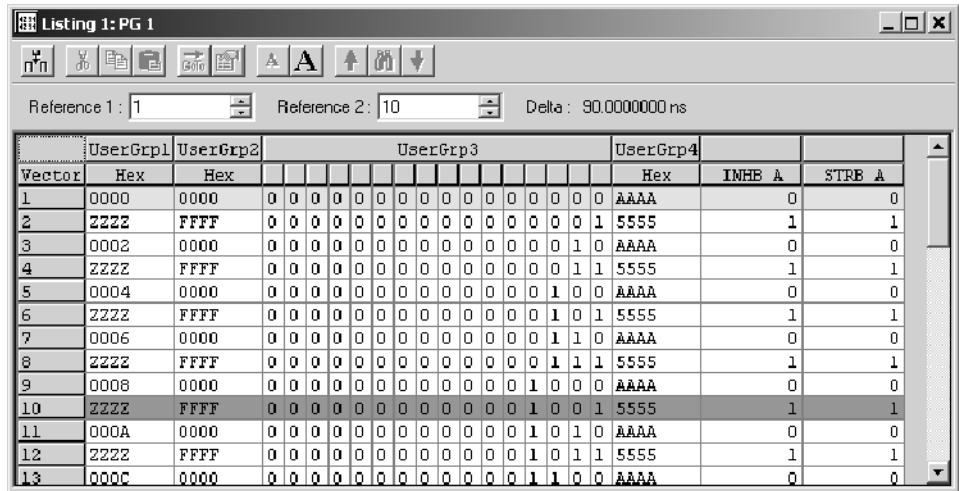 Listing 1: PG 1
GoTo A A
Reference 1 : 1 Reference 2 : 10 Delta : 90.0000000 ns
UserGrp1 UserGrp2 UserGrp3 UserGrp4
Vector Hex Hex Hex INHB A STRB A
1 0000 0000 0 0 0 0 0 0 0 0 0 0 0 0 0 0 0 0 AAAA 0 0
2 ZZZZ FFFF 0 0 0 0 0 0 0 0 0 0 0 0 0 0 0 1 5555 1 1
3 0002 0000 0 0 0 0 0 0 0 0 0 0 0 0 0 0 1 0 AAAA 0 0
4 ZZZZ FFFF 0 0 0 0 0 0 0 0 0 0 0 0 0 0 1 1 5555 1 1
5 0004 0000 0 0 0 0 0 0 0 0 0 0 0 0 0 1 0 0 AAAA 0 0
6 ZZZZ FFFF 0 0 0 0 0 0 0 0 0 0 0 0 0 1 0 1 5555 1 1
7 0006 0000 0 0 0 0 0 0 0 0 0 0 0 0 0 1 1 0 AAAA 0 0
8 ZZZZ FFFF 0 0 0 0 0 0 0 0 0 0 0 0 0 1 1 1 5555 1 1
9 0008 0000 0 0 0 0 0 0 0 0 0 0 0 0 1 0 0 0 AAAA 0 0
10 ZZZZ FFFF 0 0 0 0 0 0 0 0 0 0 0 0 1 0 0 1 5555 1 1
11 000A 0000 0 0 0 0 0 0 0 0 0 0 0 0 1 0 1 0 AAAA 0 0
12 ZZZZ FFFF 0 0 0 0 0 0 0 0 0 0 0 0 1 0 1 1 5555 1 1
13 000C 0000 0 0 0 0 0 0 0 0 0 0 0 0 1 1 0 0 AAAA 0 0